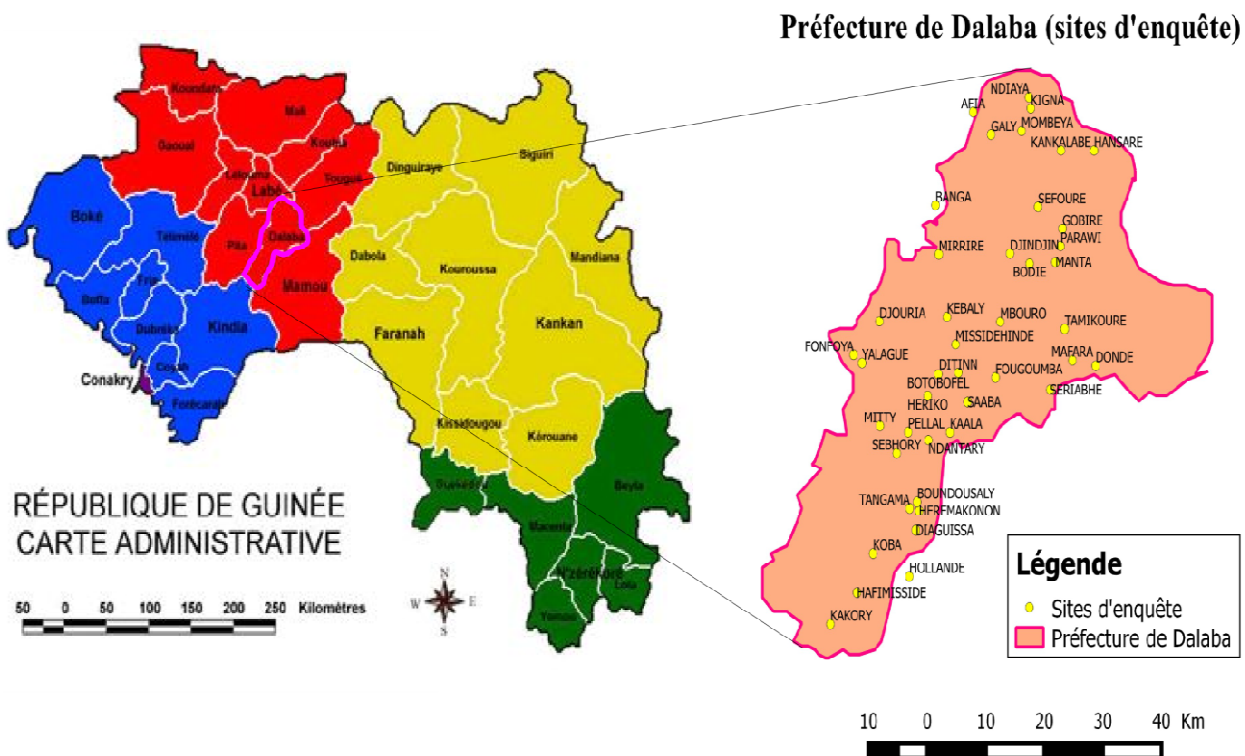 Préfecture de Dalaba (sites d'enquête)
Koundara
Mali
Gaoual
Koubia
Lelouma
Labé
Tougué
Dinguiraye
Siguiri
Boké
Télimélé
Pita
Dalaba
Dabola
Kouroussa
Mandiana
Fria
Mamou
Boffa
Dubréka
Kindia
Faranah
Kankan
Coyah
Conakry
Forécariah
Kissidougou
Kérouane
Guékédou
Beyla
Macenta
N'zérékoré
Lola
Yomou
RÉPUBLIQUE DE GUINÉE
CARTE ADMINISTRATIVE
N
W
E
S
50 0 50 100 150 200 250 Kilomètres
NDIAYA
AFIA
KIGNA
GALY
MOMBEYA
KANKALABE
HANSARE
BANGA
SEFOURE
GOBIRE
PARAWI
MIRRIRE
DJINDJIN
BODIE
MANTA
DJOURIA
KEBALY
MBOURO
TAMIKOURE
MISSIDEHINDE
FONFOYA
YALAGUE
MAFARA
DONDE
DITINN
FOUGOUMBA
BOTOBOFEL
SERIABHE
HERIKO
SAABA
MITTY
PELLAL
KAALA
SEBHORY
NDANTARY
TANGAMA
BOUNDOUSALY
HEREMAKONON
DIAGUISSA
KOBA
HOLLANDE
HAFIMISSIDE
KAKORY
Légende
Sites d'enquête
Préfecture de Dalaba
10 0 10 20 30 40 Km